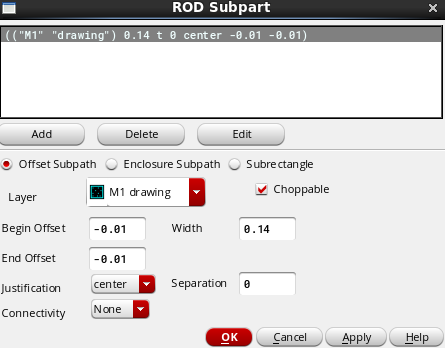 ROD Subpart
(("M1" "drawing") 0.14 t 0 center -0.01 -0.01)
Add Delete Edit
Offset Subpath Enclosure Subpath Subrectangle
Layer M1 drawing Choppable
Begin Offset -0.01 Width 0.14
End Offset -0.01
Justification center Separation 0
Connectivity None
OK Cancel Apply Help